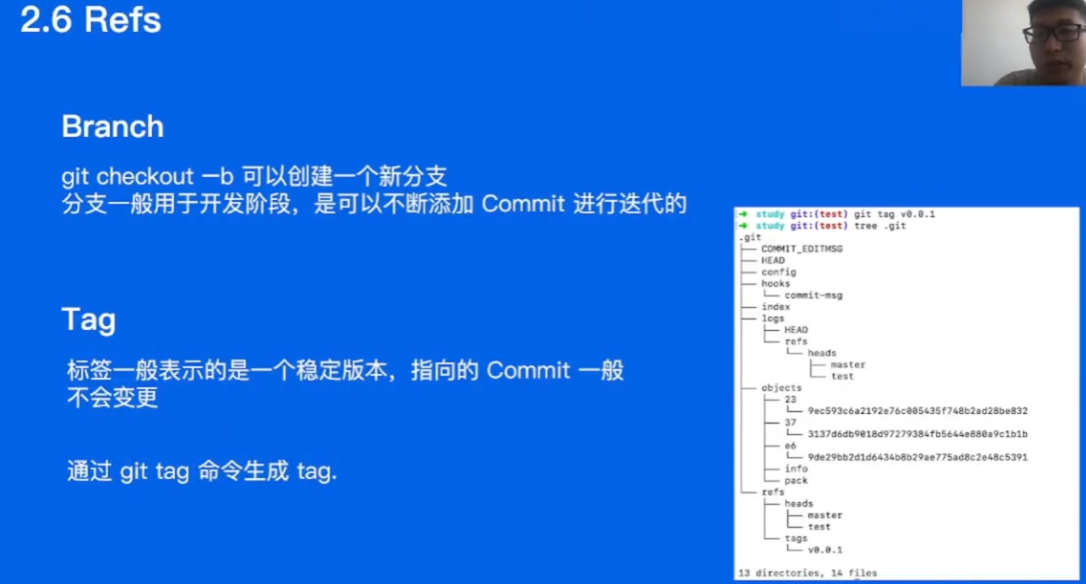 2.6 Refs
Branch
git checkout —b 可以创建一个新分支
分支一般用于开发阶段，是可以不断添加 Commit 进行迭代的
Tag
标签一般表示的是一个稳定版本，指向的 Commit 一般
不会变更
通过 git tag 命令生成 tag.
➜ study git:(test) git tag v0.0.1
➜ study git:(test) tree .git
.git
├── COMMIT_EDITMSG
├── HEAD
├── config
├── hooks
│   └── commit-msg
├── index
├── logs
│   ├── HEAD
│   └── refs
│       └── heads
│           ├── master
│           └── test
├── objects
│   ├── 23
│   │   └── 9ec593c6a2192e76c005435f748b2ad28be832
│   ├── 37
│   │   └── 3137d6db9018d97279384fb5644e880a9c1b1b
│   ├── e6
│   │   └── 9de29bb2d1d6434b8b29ae775ad8c2e48c5391
│   ├── info
│   └── pack
└── refs
    ├── heads
    │   ├── master
    │   └── test
    └── tags
        └── v0.0.1
13 directories, 14 files